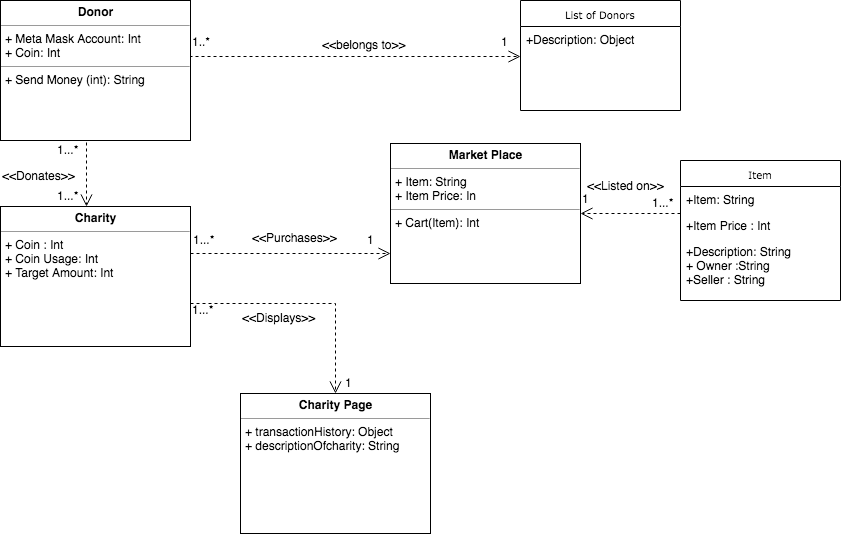 Donor
+ Meta Mask Account: Int
+ Coin: Int
+ Send Money (int): String
1..*
<<belongs to>>
1
List of Donors
+Description: Object
1...*
<<Donates>>
1...*
Charity
+ Coin : Int
+ Coin Usage: Int
+ Target Amount: Int
1...*
<<Purchases>>
1
Market Place
+ Item: String
+ Item Price: In
+ Cart(Item): Int
<<Listed on>>
1
1...*
Item
+Item: String
+Item Price : Int
+Description: String
+ Owner :String
+Seller : String
1...*
<<Displays>>
1
Charity Page
+ transactionHistory: Object
+ descriptionOfcharity: String